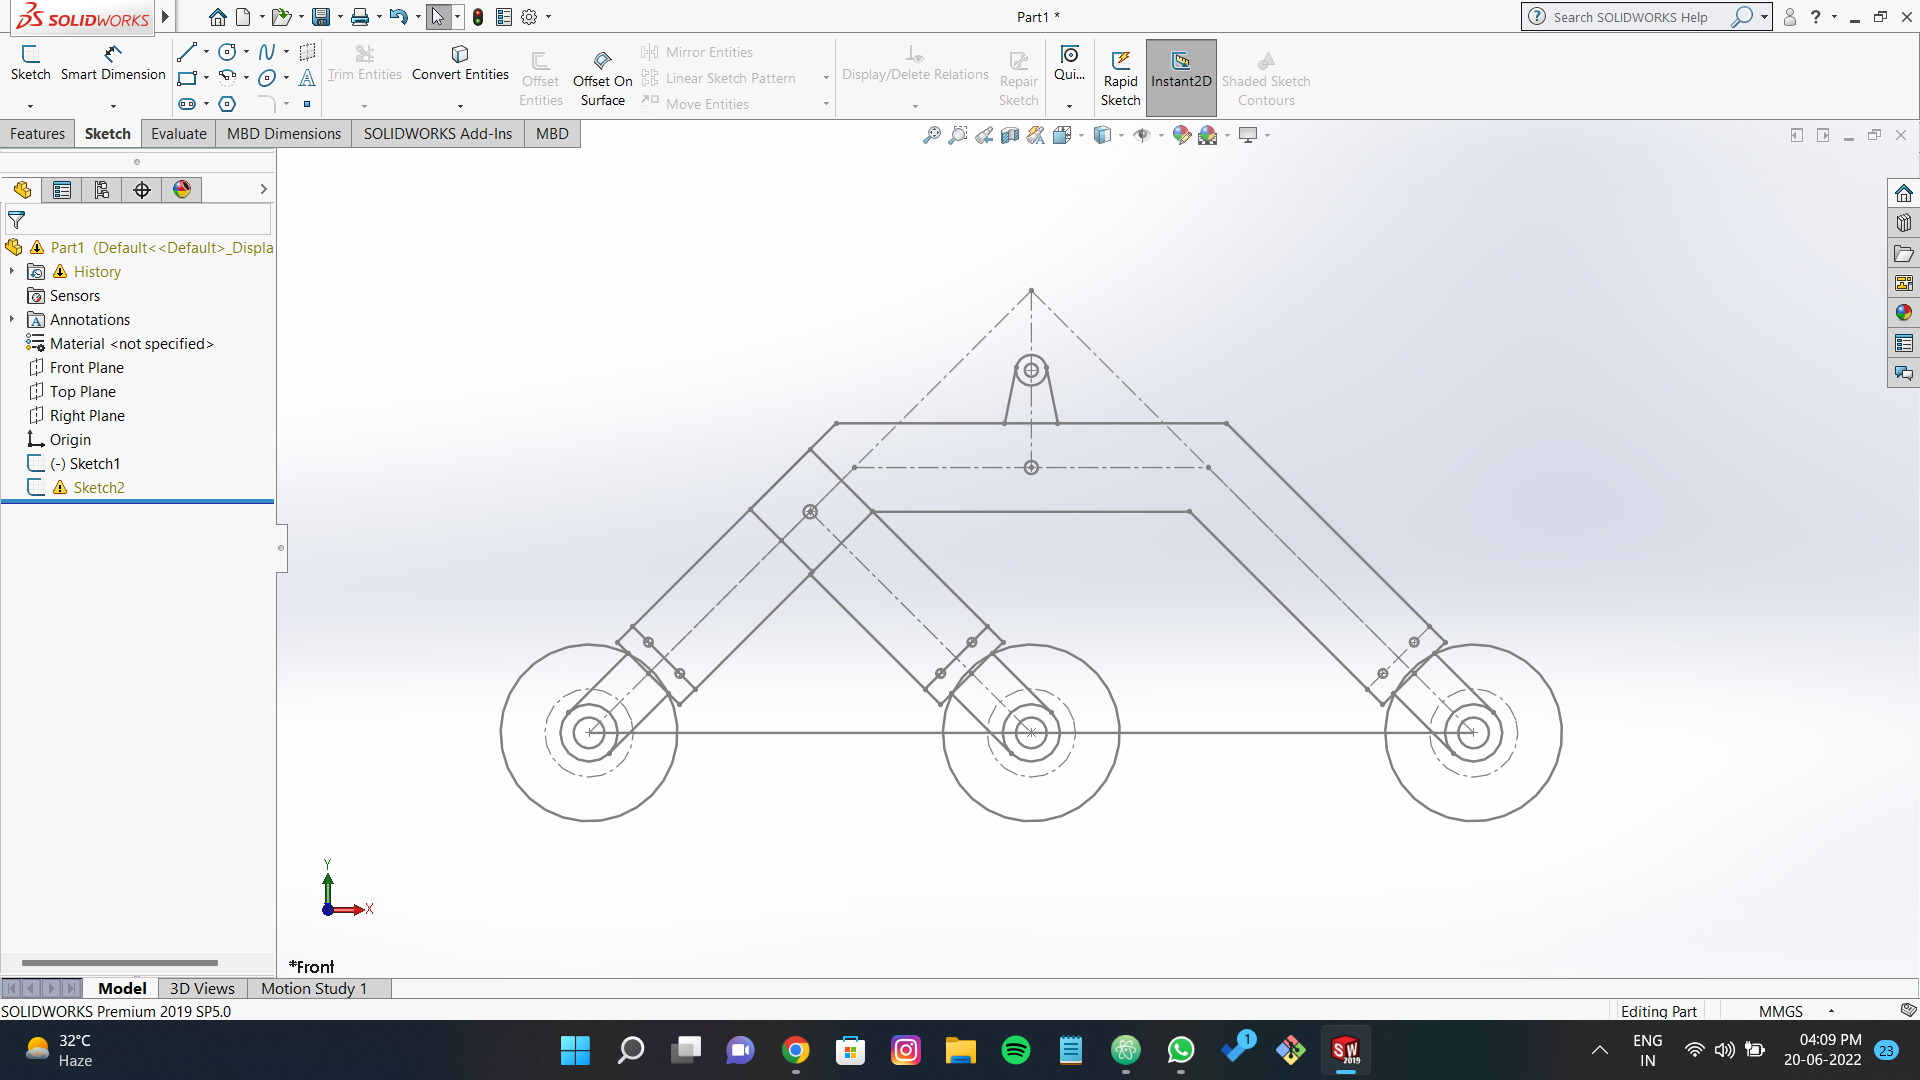 SOLIDWORKS
Part1 *
Search SOLIDWORKS Help
?
Sketch
Smart Dimension
Trim Entities
Convert Entities
Offset
Entities
Offset On
Surface
Mirror Entities
Linear Sketch Pattern
Move Entities
Display/Delete Relations
Repair
Sketch
Qui...
Rapid
Sketch
Instant2D
Shaded Sketch
Contours
Features
Sketch
Evaluate
MBD Dimensions
SOLIDWORKS Add-Ins
MBD
Part1 (Default<<Default>_Displa
History
Sensors
Annotations
Material <not specified>
Front Plane
Top Plane
Right Plane
Origin
(-) Sketch1
Sketch2
Y
X
*Front
Model
3D Views
Motion Study 1
SOLIDWORKS Premium 2019 SP5.0
Editing Part
MMGS
32°C
Haze
1
SW
2019
ENG
IN
04:09 PM
20-06-2022
23